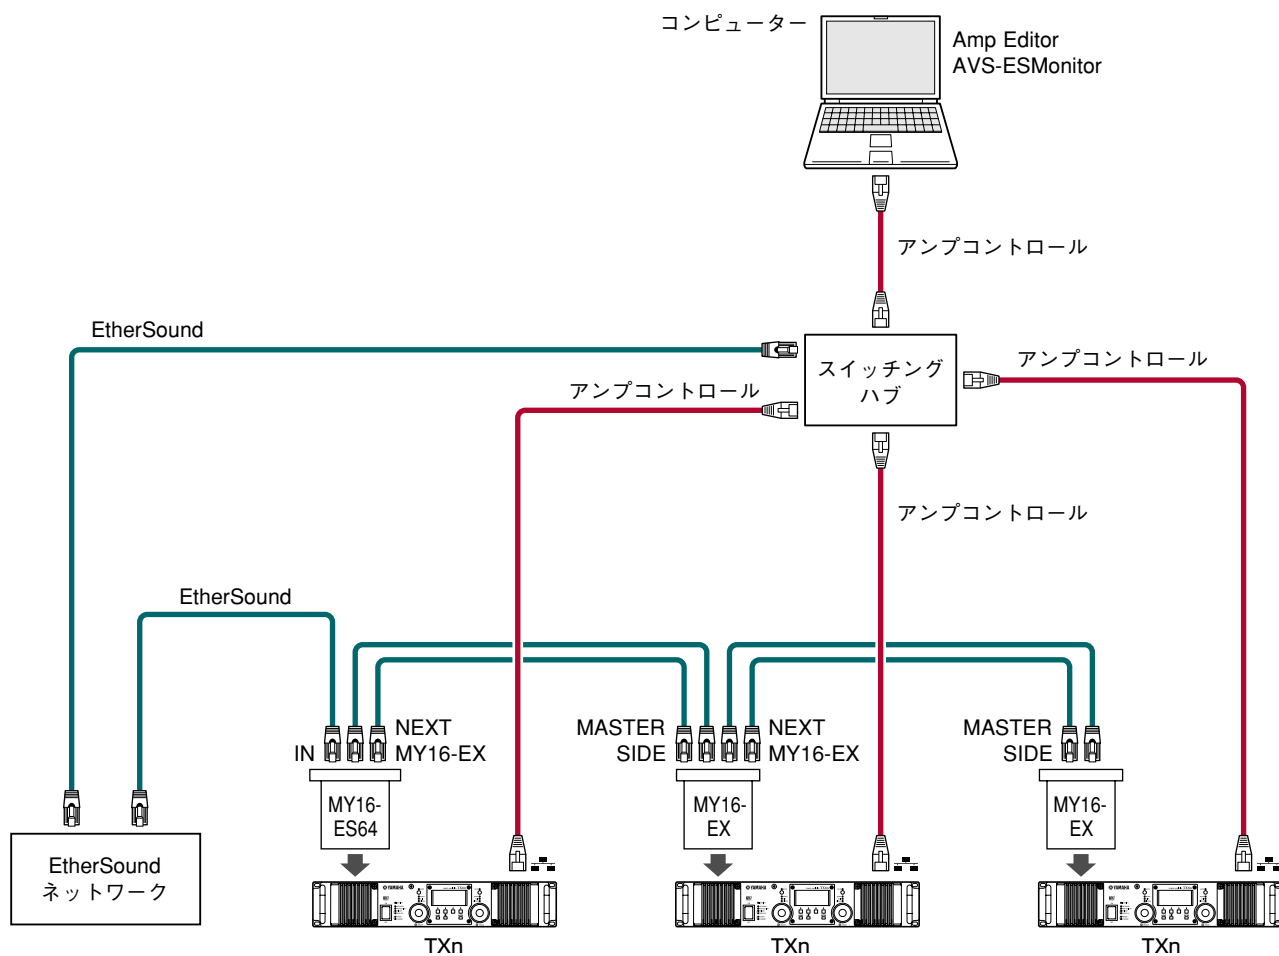 コンピューター
Amp Editor
AVS-ESMonitor
アンプコントロール
EtherSound
スイッチング
ハブ
アンプコントロール
アンプコントロール
アンプコントロール
EtherSound
IN
NEXT
MY16-EX
MASTER
SIDE
NEXT
MY16-EX
MASTER
SIDE
MY16-
ES64
MY16-
EX
MY16-
EX
EtherSound
ネットワーク
YAMAHA
YAMAHA
YAMAHA
TXn
TXn
TXn